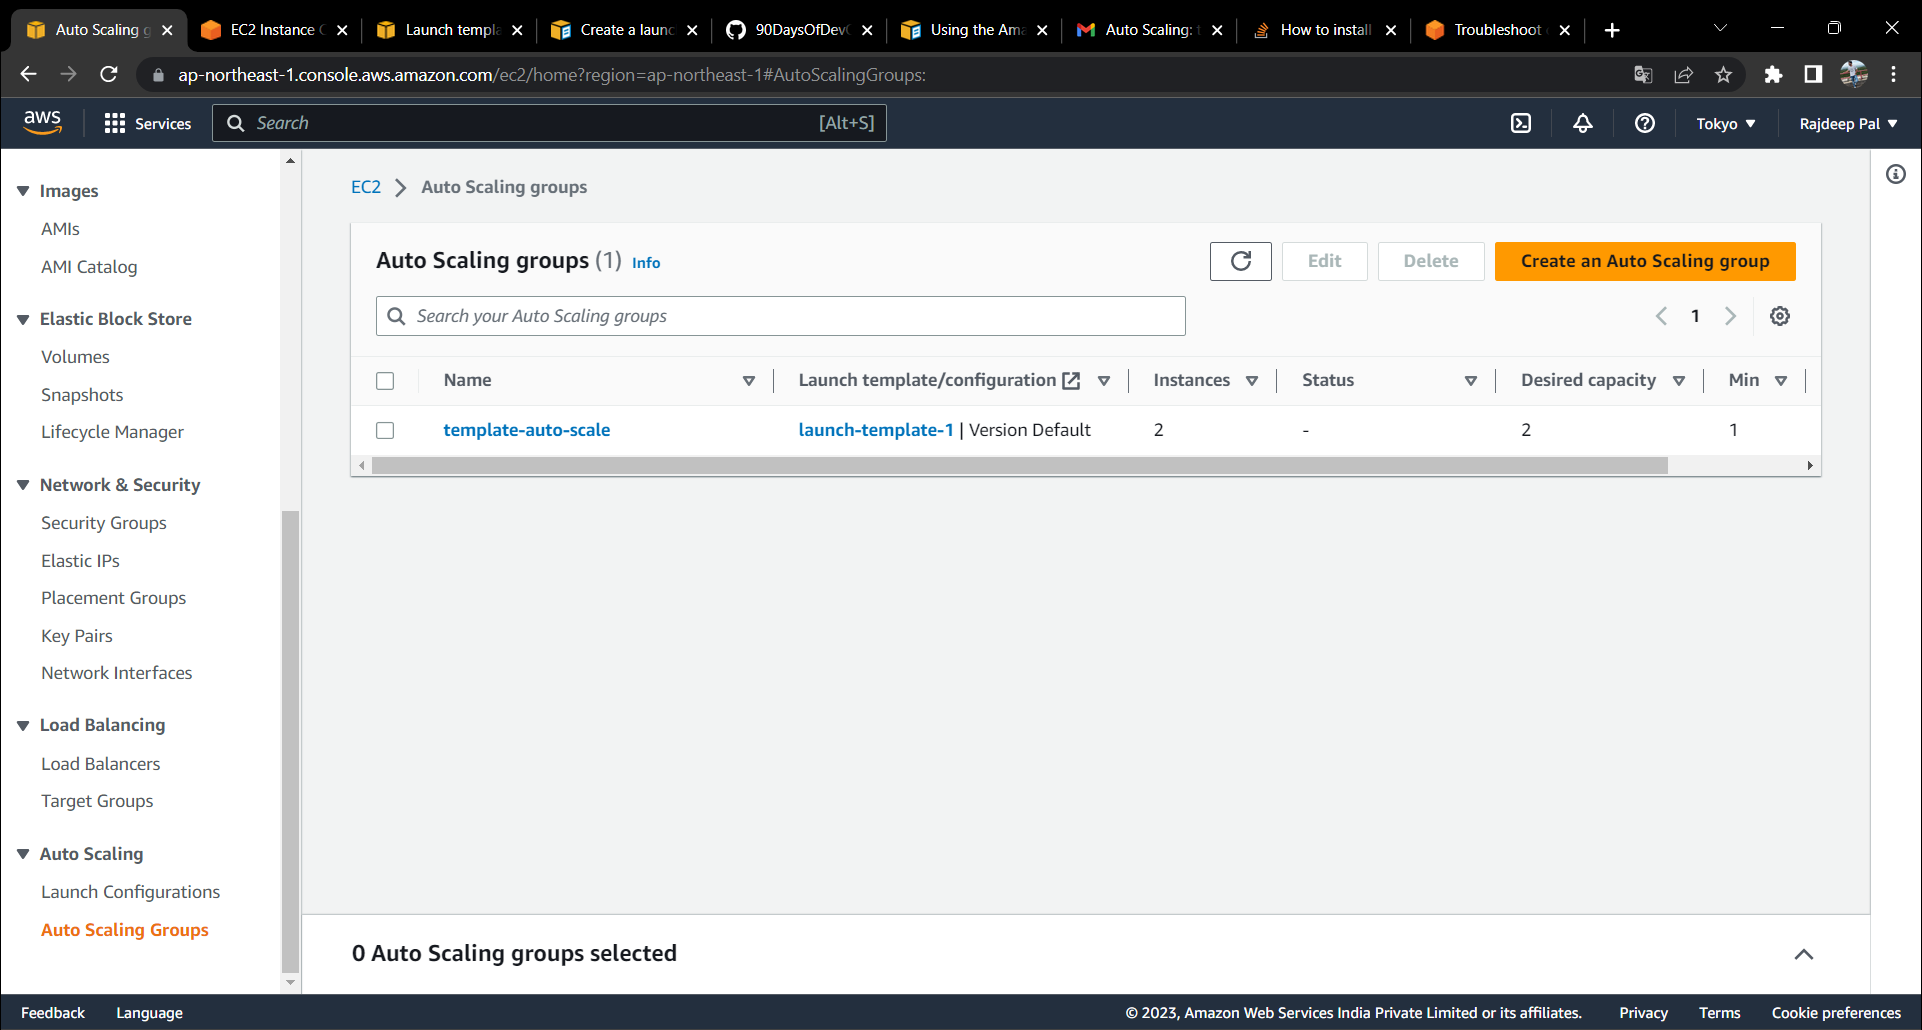 Auto Scaling g
EC2 Instance C
Launch templa
Create a launc
90DaysOfDevO
Using the Ama
Auto Scaling: t
How to install
Troubleshoot
ap-northeast-1.console.aws.amazon.com/ec2/home?region=ap-northeast-1#AutoScalingGroups:
aws
Services
Search
[Alt+S]
Tokyo
Rajdeep Pal
Images
AMIs
AMI Catalog
Elastic Block Store
Volumes
Snapshots
Lifecycle Manager
Network & Security
Security Groups
Elastic IPs
Placement Groups
Key Pairs
Network Interfaces
Load Balancing
Load Balancers
Target Groups
Auto Scaling
Launch Configurations
Auto Scaling Groups
EC2 Auto Scaling groups
Auto Scaling groups (1) Info
Edit
Delete
Create an Auto Scaling group
Search your Auto Scaling groups
1
Name Launch template/configuration Instances Status Desired capacity Min
template-auto-scale launch-template-1 | Version Default 2 - 2 1
0 Auto Scaling groups selected
Feedback Language © 2023, Amazon Web Services India Private Limited or its affiliates. Privacy Terms Cookie preferences